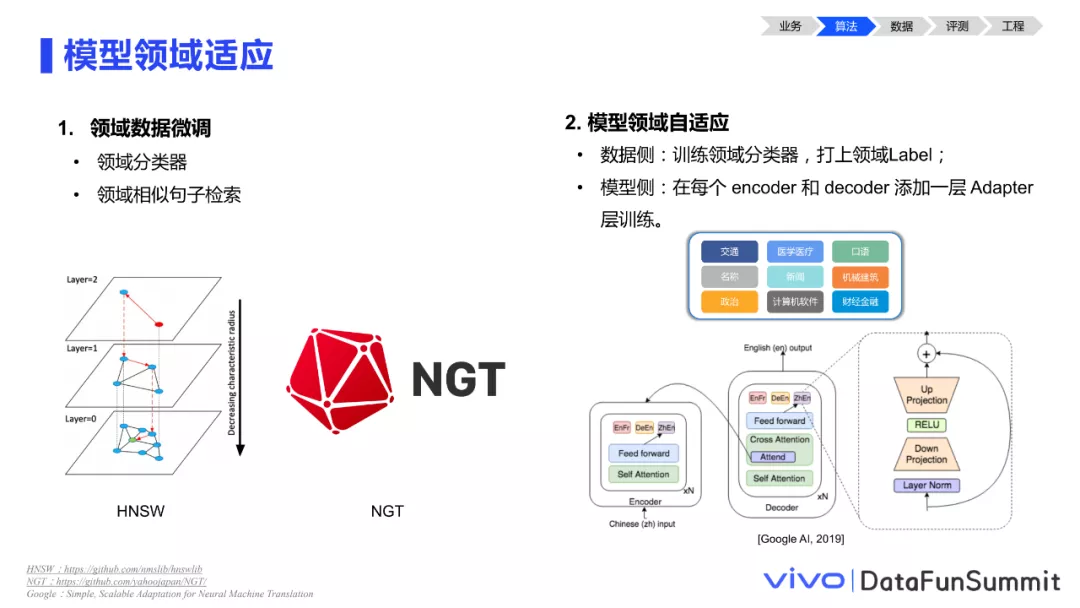 业务 算法 数据 评测 工程
模型领域适应
1. 领域数据微调
• 领域分类器
• 领域相似句子检索
2. 模型领域自适应
• 数据侧：训练领域分类器，打上领域Label；
• 模型侧：在每个 encoder 和 decoder 添加一层 Adapter
层训练。
交通 医学医疗 口语
名称 新闻 机械建筑
政治 计算机软件 财经金融
Layer=2
Layer=1
Layer=0
Decreasing characteristic radius
HNSW
NGT
NGT
English (en) output
EnFr DeEn ZhEn
Feed forward
Self Attention
xN
Encoder
Chinese (zh) input
EnFr DeEn ZhEn
Feed forward
Cross Attention
Attend
Self Attention
xN
Decoder
+
Up
Projection
RELU
Down
Projection
Layer Norm
[Google AI, 2019]
HNSW：https://github.com/nmslib/hnswlib
NGT：https://github.com/yahoojapan/NGT/
Google：Simple, Scalable Adaptation for Neural Machine Translation
vivo | DataFunSummit